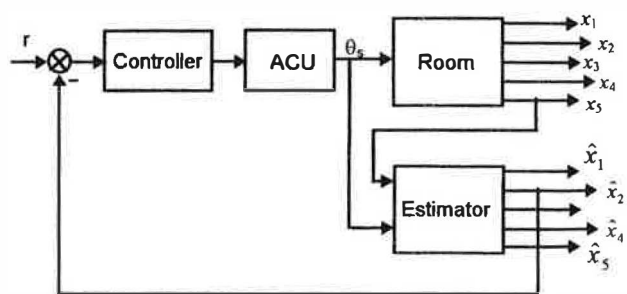 r
−
Controller
ACU
θs
Room
x1
x2
x3
x4
x5
Estimator
x̂1
x̂2
x̂4
x̂5